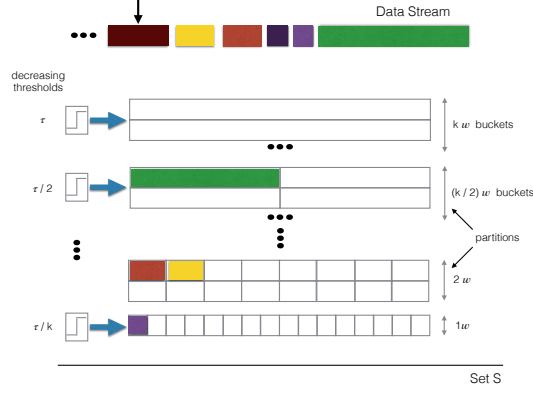 Data Stream
decreasing
thresholds
τ
k w buckets
τ / 2
(k / 2) w buckets
partitions
2 w
τ / k
1w
Set S